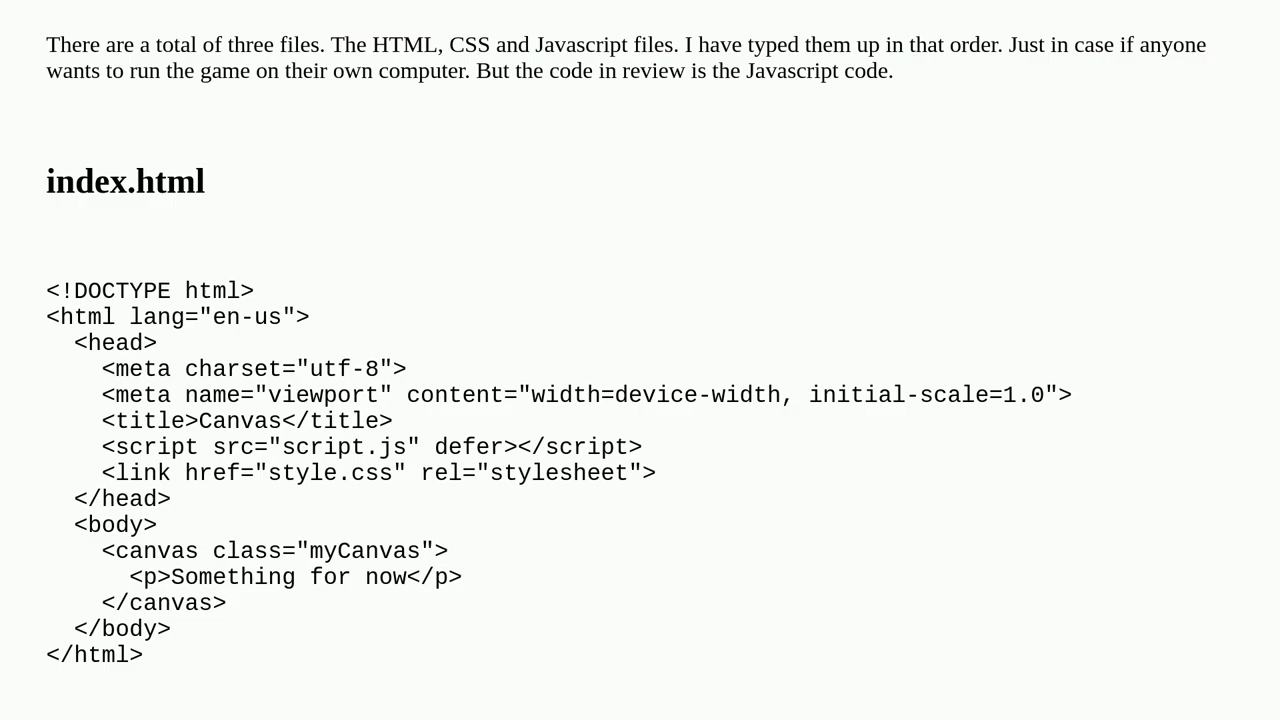 There are a total of three files. The HTML, CSS and Javascript files. I have typed them up in that order. Just in case if anyone
wants to run the game on their own computer. But the code in review is the Javascript code.
index.html
<!DOCTYPE html>
<html lang="en-us">
  <head>
    <meta charset="utf-8">
    <meta name="viewport" content="width=device-width, initial-scale=1.0">
    <title>Canvas</title>
    <script src="script.js" defer></script>
    <link href="style.css" rel="stylesheet">
  </head>
  <body>
    <canvas class="myCanvas">
      <p>Something for now</p>
    </canvas>
  </body>
</html>